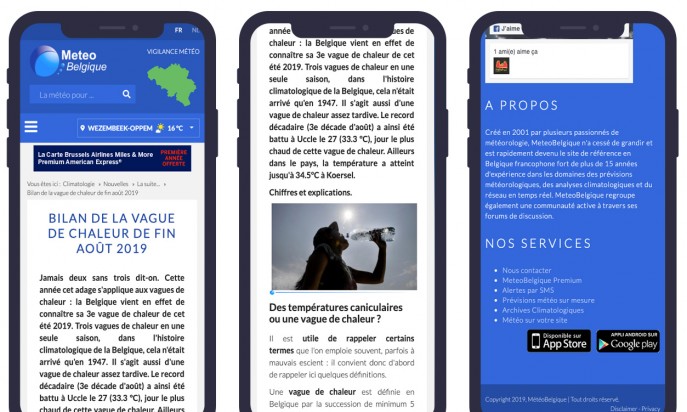 FR NL
Meteo
Belgique
VIGILANCE MÉTÉO
La météo pour ...
WEZEMBEEK-OPPEM 16 °C
La Carte Brussels Airlines Miles & More
Premium American Express®
PREMIÈRE
ANNÉE
OFFERTE
Vous êtes ici : Climatologie » Nouvelles » La suite... »
Bilan de la vague de chaleur de fin août 2019
BILAN DE LA VAGUE
DE CHALEUR DE FIN
AOÛT 2019
Jamais deux sans trois dit-on. Cette
année cet adage s'applique aux vagues de
chaleur : la Belgique vient en effet de
connaître sa 3e vague de chaleur de cet
été 2019. Trois vagues de chaleur en une
seule saison, dans l'histoire
climatologique de la Belgique, cela n'était
arrivé qu'en 1947. Il s'agit aussi d'une
vague de chaleur assez tardive. Le record
décadaire (3e décade d'août) a ainsi été
battu à Uccle le 27 (33.3 °C), jour le plus
chaud de cette vague de chaleur. Ailleurs
année cet adage s'applique aux vagues de
chaleur : la Belgique vient en effet de
connaître sa 3e vague de chaleur de cet
été 2019. Trois vagues de chaleur en une
seule saison, dans l'histoire
climatologique de la Belgique, cela n'était
arrivé qu'en 1947. Il s'agit aussi d'une
vague de chaleur assez tardive. Le record
décadaire (3e décade d'août) a ainsi été
battu à Uccle le 27 (33.3 °C), jour le plus
chaud de cette vague de chaleur. Ailleurs
dans le pays, la température a atteint
jusqu'à 34.5°C à Koersel.
Chiffres et explications.
Des températures caniculaires
ou une vague de chaleur ?
Il est utile de rappeler certains
termes que l'on emploie souvent, parfois à
mauvais escient : il convient donc d'abord
de rappeler ici quelques définitions.
Une vague de chaleur est définie en
Belgique par la succession de minimum 5
J'aime
1 ami(e) aime ça
A PROPOS
Créé en 2001 par plusieurs passionnés de
météorologie, MeteoBelgique n'a cessé de grandir et
est rapidement devenu le site de référence en
Belgique francophone fort de plus de 15 années
d'expérience dans les domaines des prévisions
météorologiques, des analyses climatologiques et du
réseau en temps réel. MeteoBelgique regroupe
également une communauté active à travers ses
forums de discussion.
NOS SERVICES
Nous contacter
MeteoBelgique Premium
Alertes par SMS
Prévisions météo sur mesure
Archives Climatologiques
Météo sur votre site
Disponible sur
App Store
APPLI ANDROID SUR
Google play
Copyright 2019, MétéoBelgique | Tout droits réservé.
Disclaimer - Privacy